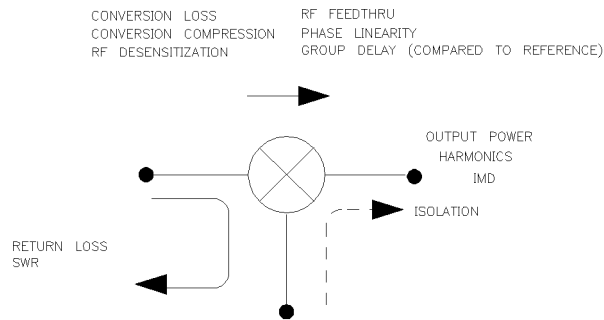 CONVERSION LOSS
CONVERSION COMPRESSION
RF DESENSITIZATION
RF FEEDTHRU
PHASE LINEARITY
GROUP DELAY (COMPARED TO REFERENCE)
OUTPUT POWER
HARMONICS
IMD
ISOLATION
RETURN LOSS
SWR